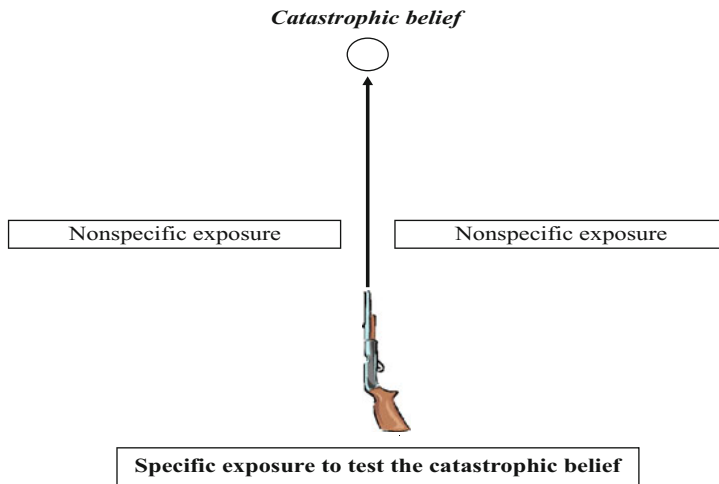 Catastrophic belief
Nonspecific exposure
Nonspecific exposure
Specific exposure to test the catastrophic belief